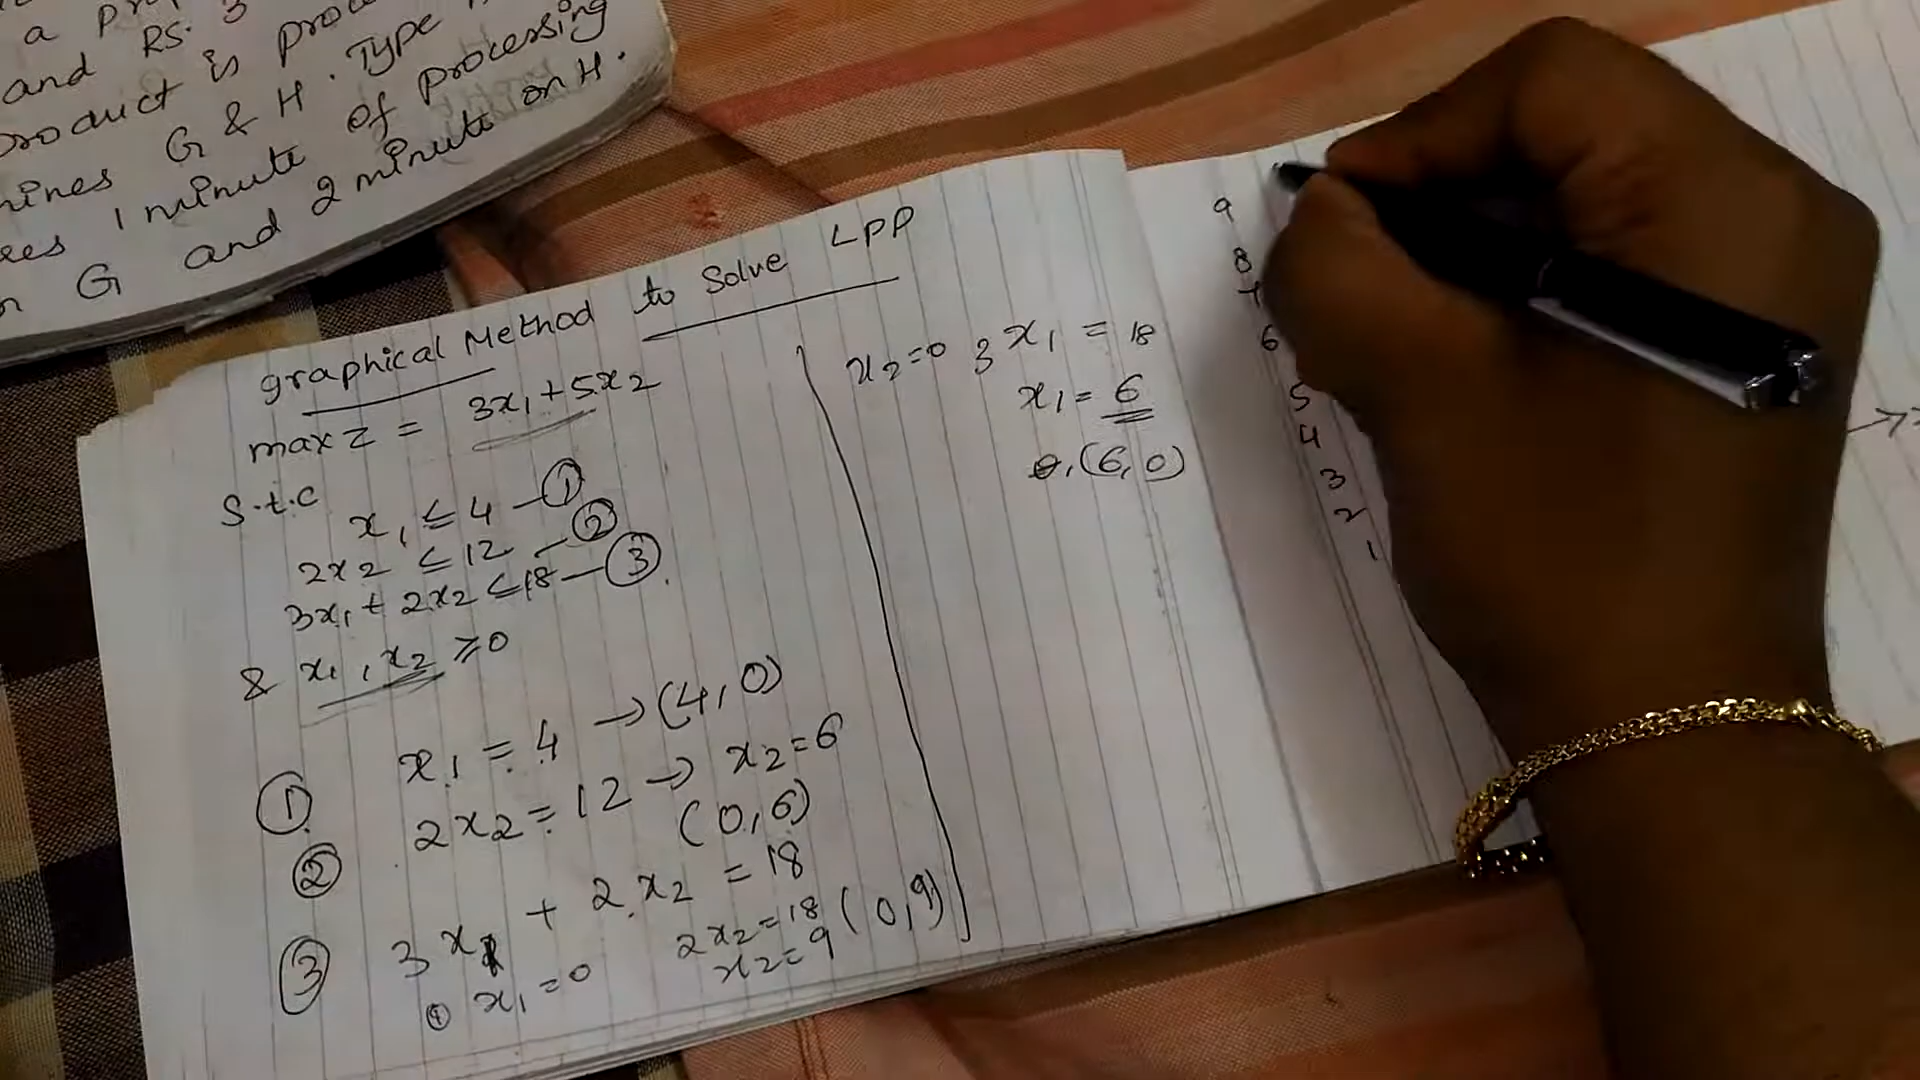 a
and RS. 3
product is
G & H. Type
1 minute of processing
on G and 2 minute on H.
graphical Method to Solve LPP
max Z = 3x1 + 5x2
S.t.c
x1 ≤ 4 - ①
2x2 ≤ 12 - ②
3x1 + 2x2 ≤ 18 - ③
& x1, x2 ≥ 0
① x1 = 4 → (4, 0)
② 2x2 = 12 → x2 = 6
(0, 6)
③ 3x1 + 2x2 = 18
x1 = 0 2x2 = 18 (0, 9)
x2 = 9
x2 = 0 3x1 = 18
x1 = 6
(6, 0)
9
8
7
6
5
4
3
2
1